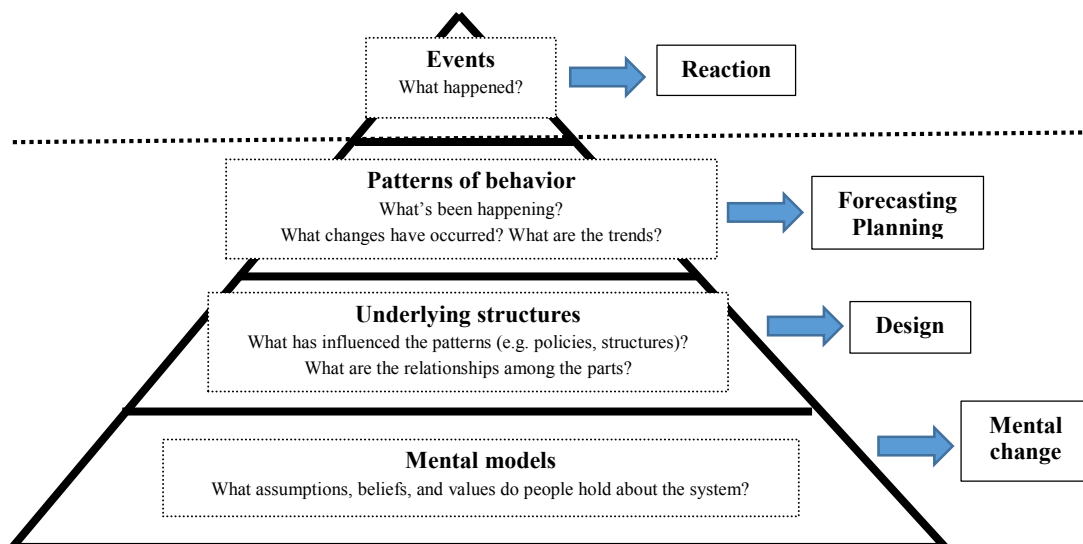 Events
What happened?
Reaction
Patterns of behavior
What's been happening?
What changes have occurred? What are the trends?
Forecasting
Planning
Underlying structures
What has influenced the patterns (e.g. policies, structures)?
What are the relationships among the parts?
Design
Mental models
What assumptions, beliefs, and values do people hold about the system?
Mental
change